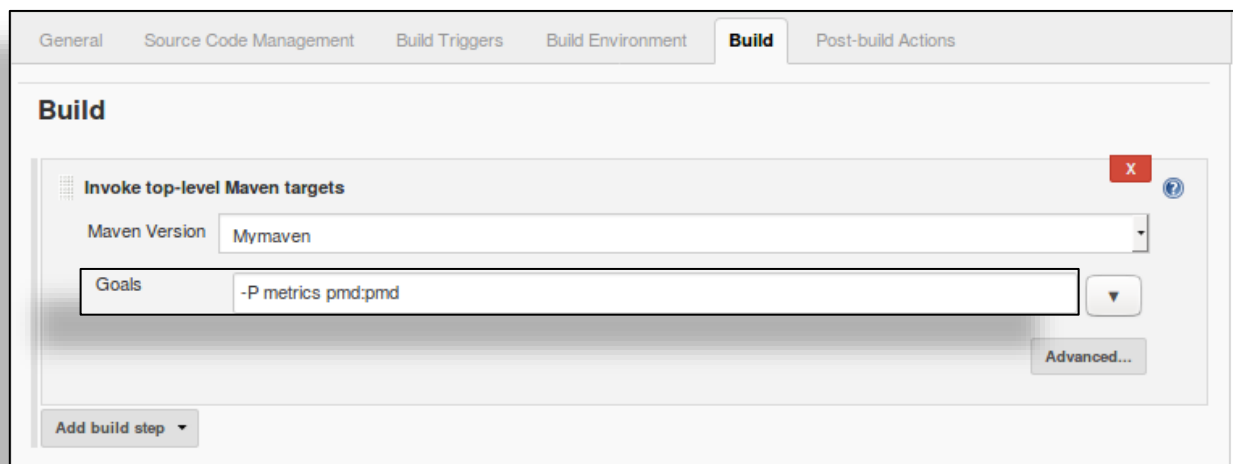 General Source Code Management Build Triggers Build Environment Build Post-build Actions
Build
X
Invoke top-level Maven targets
Maven Version Mymaven
Goals -P metrics pmd:pmd
Advanced...
Add build step